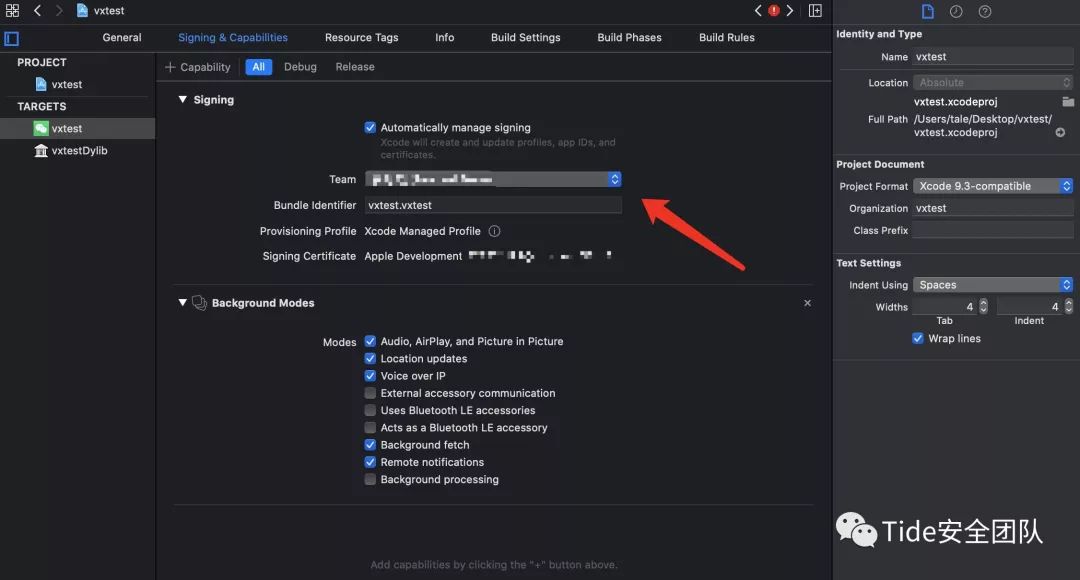 vxtest
General Signing & Capabilities Resource Tags Info Build Settings Build Phases Build Rules
PROJECT
vxtest
TARGETS
vxtest
vxtestDylib
+ Capability All Debug Release
Signing
Automatically manage signing
Xcode will create and update profiles, app IDs, and
certificates.
Team
Bundle Identifier vxtest.vxtest
Provisioning Profile Xcode Managed Profile
Signing Certificate Apple Development
Background Modes
Modes Audio, AirPlay, and Picture in Picture
Location updates
Voice over IP
External accessory communication
Uses Bluetooth LE accessories
Acts as a Bluetooth LE accessory
Background fetch
Remote notifications
Background processing
Add capabilities by clicking the "+" button above.
Identity and Type
Name vxtest
Location Absolute
vxtest.xcodeproj
Full Path /Users/tale/Desktop/vxtest/
vxtest.xcodeproj
Project Document
Project Format Xcode 9.3-compatible
Organization vxtest
Class Prefix
Text Settings
Indent Using Spaces
Widths 4 4
Tab Indent
Wrap lines
Tide安全团队